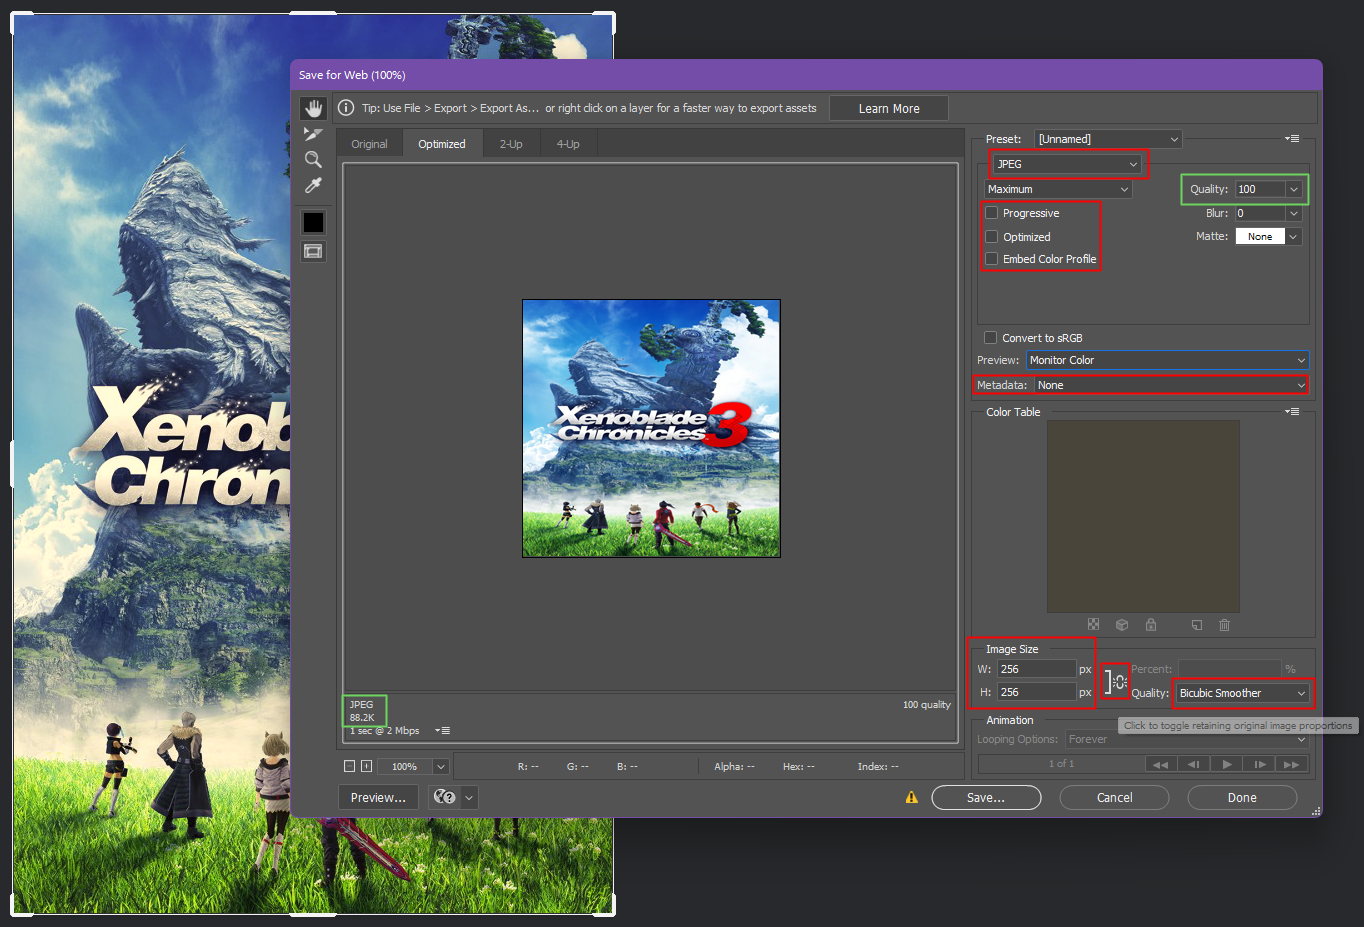 Save for Web (100%)
Tip: Use File > Export > Export As... or right click on a layer for a faster way to export assets
Learn More
Original
Optimized
2-Up
4-Up
Xenoblade
Chronicles 3
Xenob
Chron
JPEG
88.2K
1 sec @ 2 Mbps
100 quality
100%
R: --
G: --
B: --
Alpha: --
Hex: --
Index: --
Preview...
Save...
Cancel
Done
Preset: [Unnamed]
JPEG
Maximum
Quality: 100
Progressive
Blur: 0
Optimized
Matte: None
Embed Color Profile
Convert to sRGB
Preview: Monitor Color
Metadata: None
Color Table
Image Size
W: 256 px
Percent: %
H: 256 px
Quality: Bicubic Smoother
Animation
Click to toggle retaining original image proportions
Looping Options: Forever
1 of 1